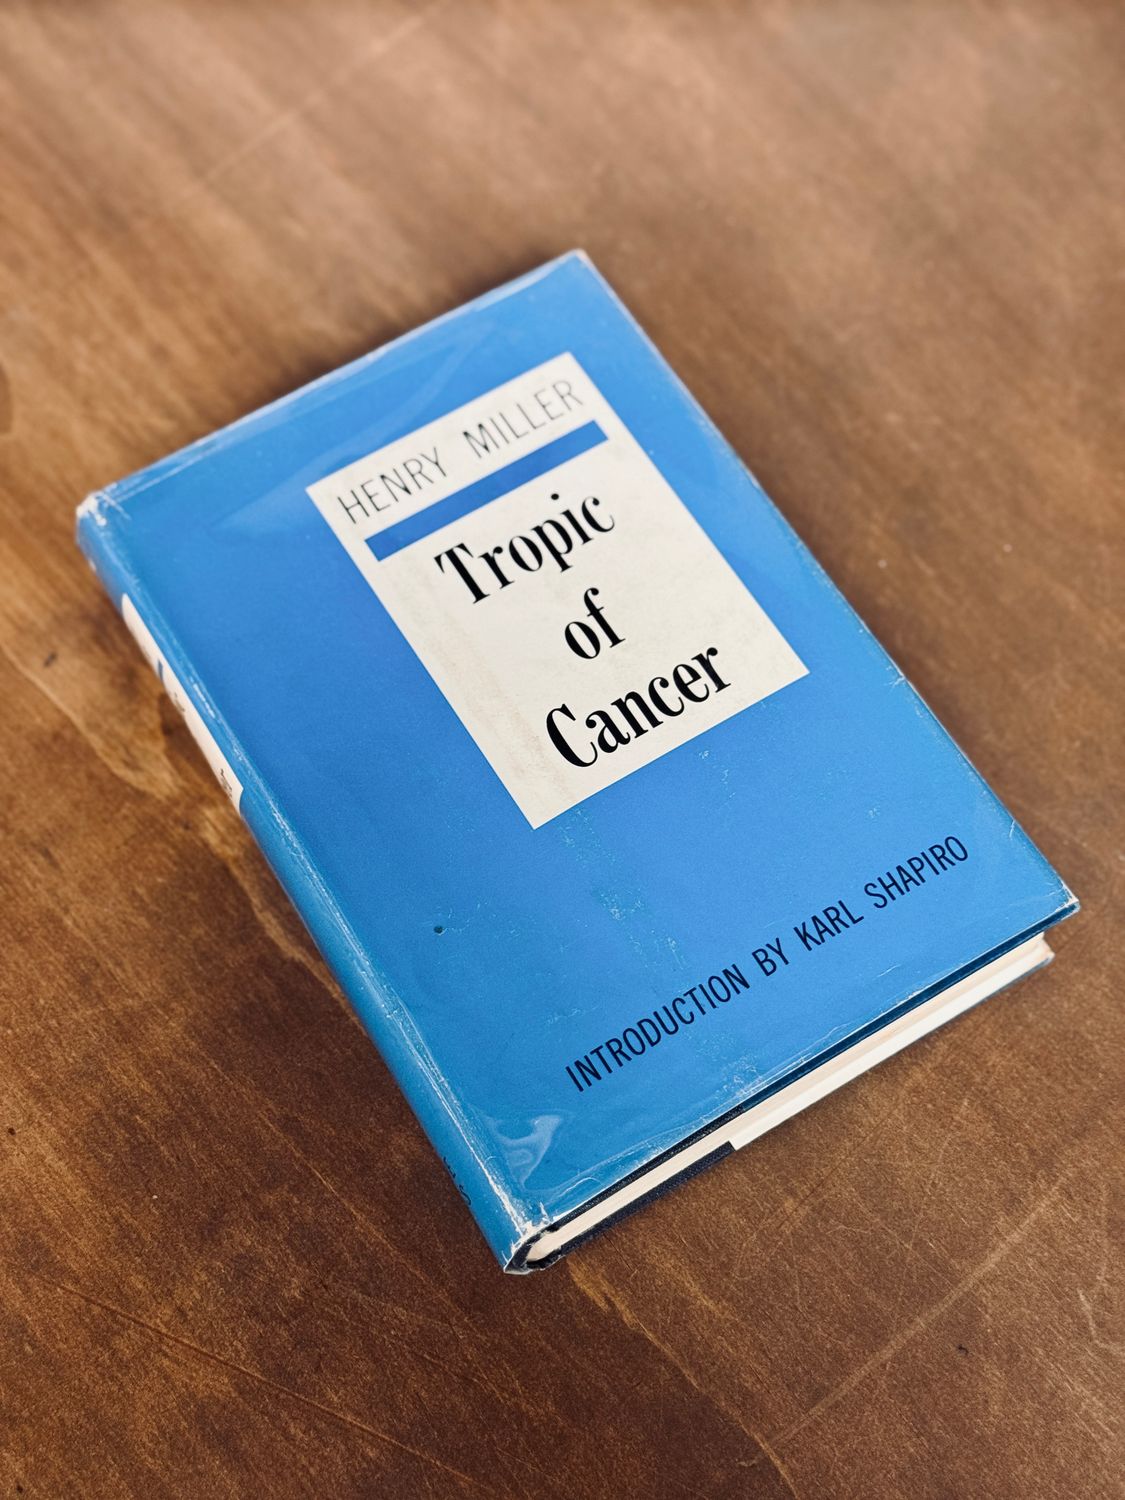 HENRY MILLER
Tropic
of
Cancer
INTRODUCTION BY KARL SHAPIRO